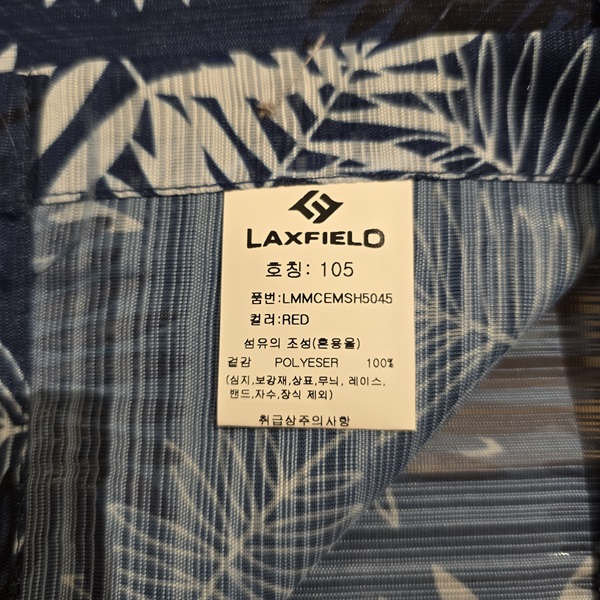 LAXFIELD
호칭: 105
품번:LMMCEMSH5045
컬러:RED
섬유의 조성(혼용율)
겉감 POLYESER 100%
(심지,보강재,상표,무늬, 레이스,
밴드,자수,장식 제외)
취급상주의사항